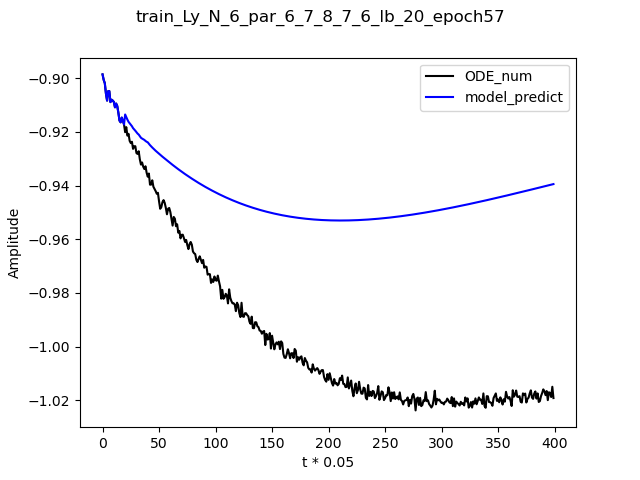 train_Ly_N_6_par_6_7_8_7_6_lb_20_epoch57
ODE_num
model_predict
Amplitude
−0.90
−0.92
−0.94
−0.96
−0.98
−1.00
−1.02
0 50 100 150 200 250 300 350 400
t * 0.05